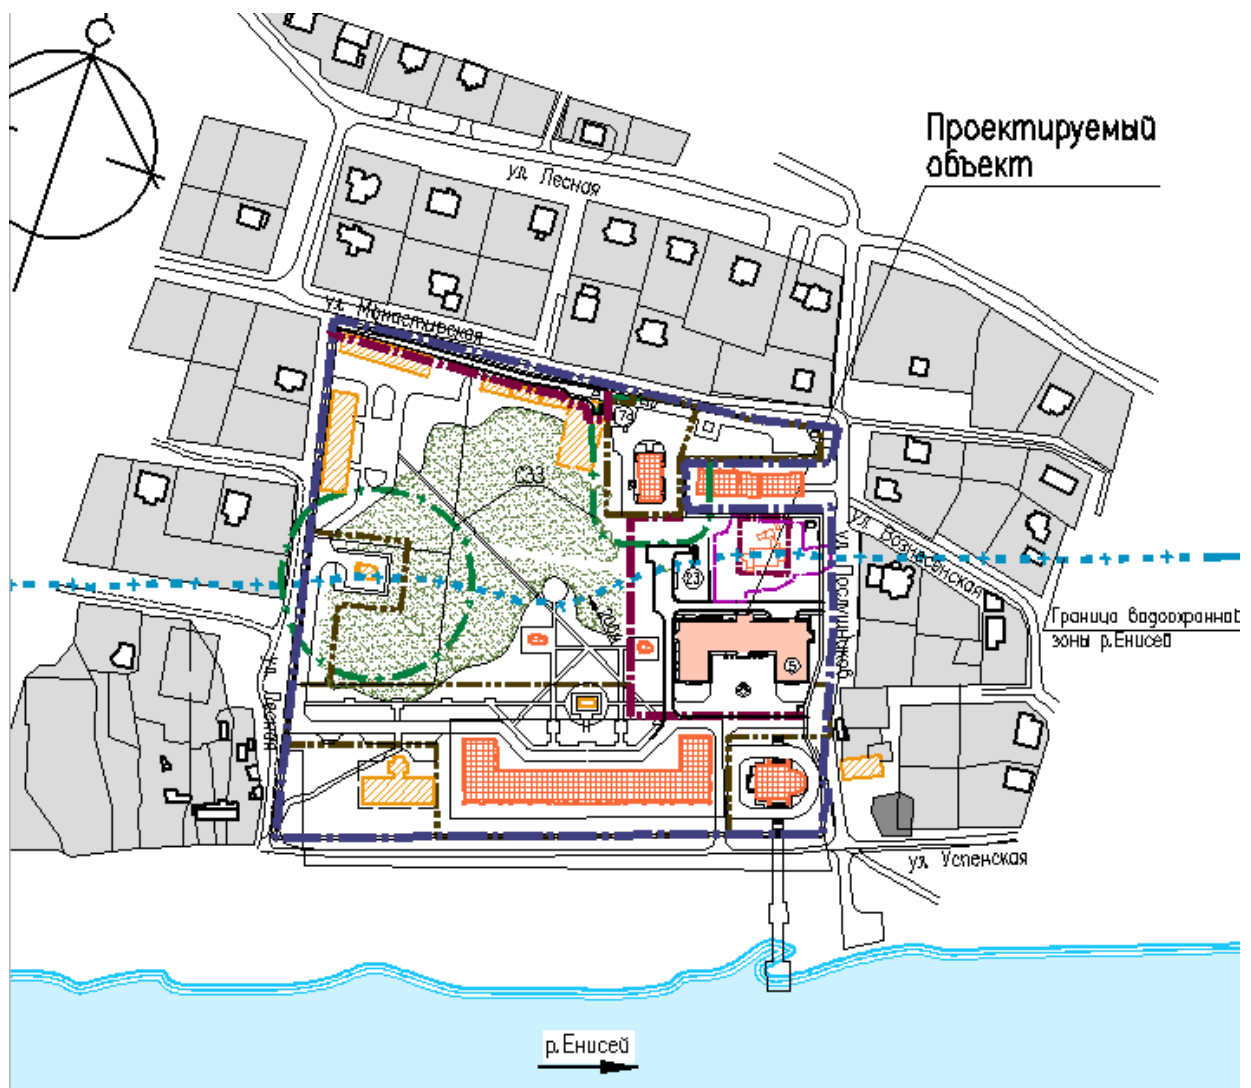 С
Проектируемый
объект
ул. Лесная
ул. Монастырская
СЗЗ
ул. Вознесенская
23
Граница водоохранной
зоны р.Енисей
5
ул. Лесная
ул. Успенская
р.Енисей